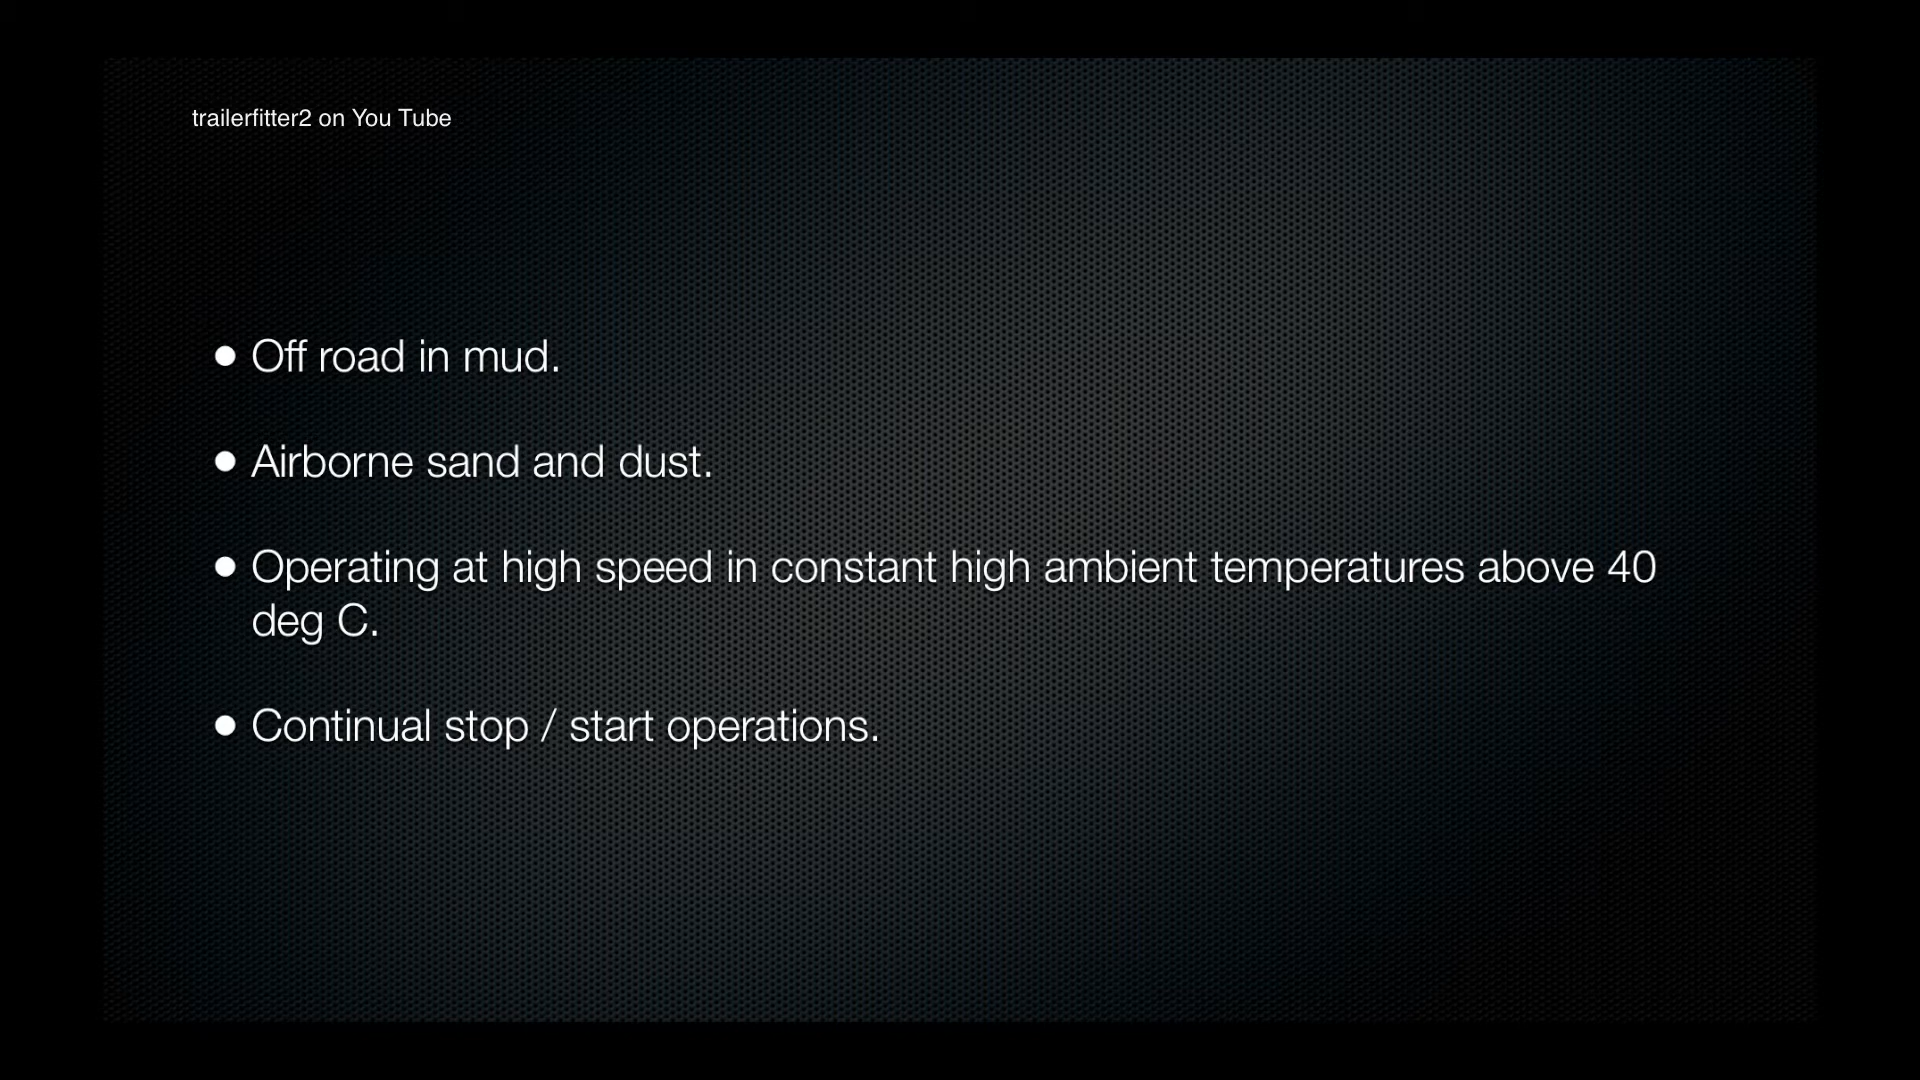 trailerfitter2 on You Tube
● Off road in mud.
● Airborne sand and dust.
● Operating at high speed in constant high ambient temperatures above 40
deg C.
● Continual stop / start operations.